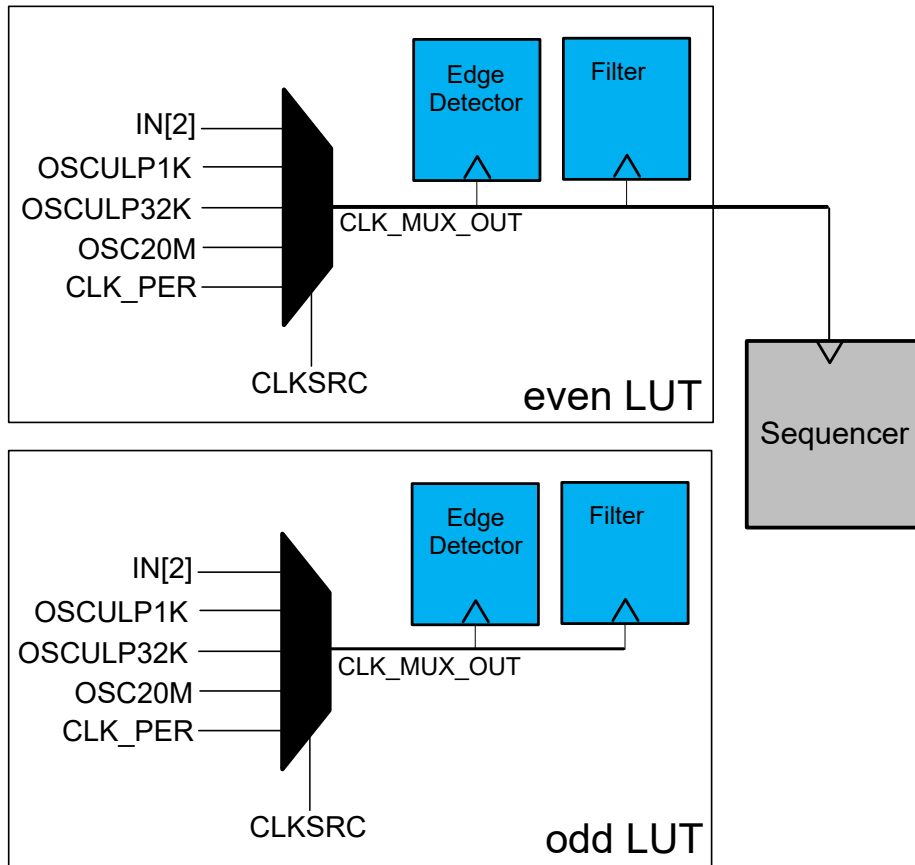 Edge
Detector
Filter
IN[2]
OSCULP1K
OSCULP32K
OSC20M
CLK_PER
CLK_MUX_OUT
CLKSRC
even LUT
Sequencer
Edge
Detector
Filter
IN[2]
OSCULP1K
OSCULP32K
OSC20M
CLK_PER
CLK_MUX_OUT
CLKSRC
odd LUT